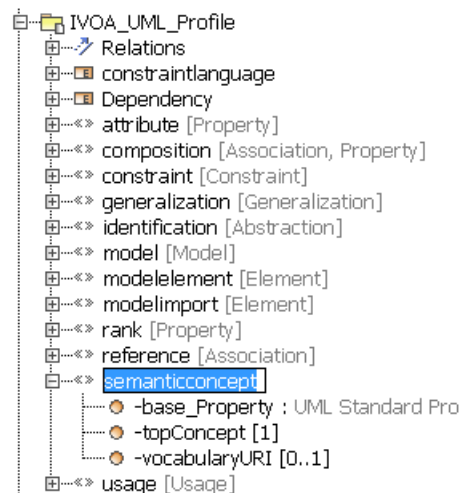 IVOA_UML_Profile
Relations
constraintlanguage
Dependency
«» attribute [Property]
«» composition [Association, Property]
«» constraint [Constraint]
«» generalization [Generalization]
«» identification [Abstraction]
«» model [Model]
«» modelelement [Element]
«» modelimport [Element]
«» rank [Property]
«» reference [Association]
«» semanticconcept
-base_Property : UML Standard Pro
-topConcept [1]
-vocabularyURI [0..1]
«» usage [Usage]